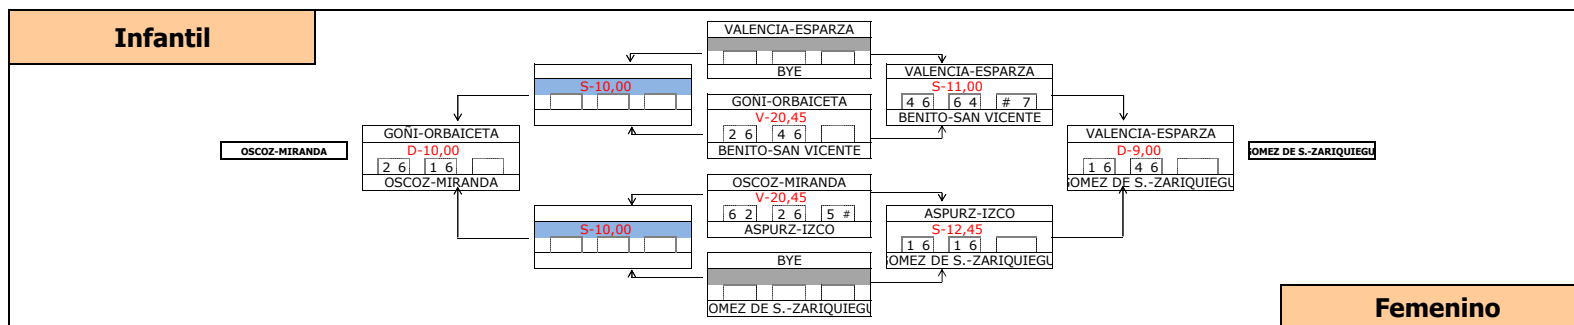 Infantil
VALENCIA-ESPARZA
BYE
S-10,00
VALENCIA-ESPARZA
S-11,00
4 6 6 4 # 7
BENITO-SAN VICENTE
GOÑI-ORBAICETA
V-20,45
2 6 4 6
BENITO-SAN VICENTE
OSCOZ-MIRANDA
GOÑI-ORBAICETA
D-10,00
2 6 1 6
OSCOZ-MIRANDA
VALENCIA-ESPARZA
D-9,00
1 6 4 6
GOMEZ DE S.-ZARIQUIEGU
GOMEZ DE S.-ZARIQUIEGU
OSCOZ-MIRANDA
V-20,45
6 2 2 6 5 #
ASPURZ-IZCO
S-10,00
ASPURZ-IZCO
S-12,45
1 6 1 6
GOMEZ DE S.-ZARIQUIEGU
BYE
OMEZ DE S.-ZARIQUIEGU
Femenino